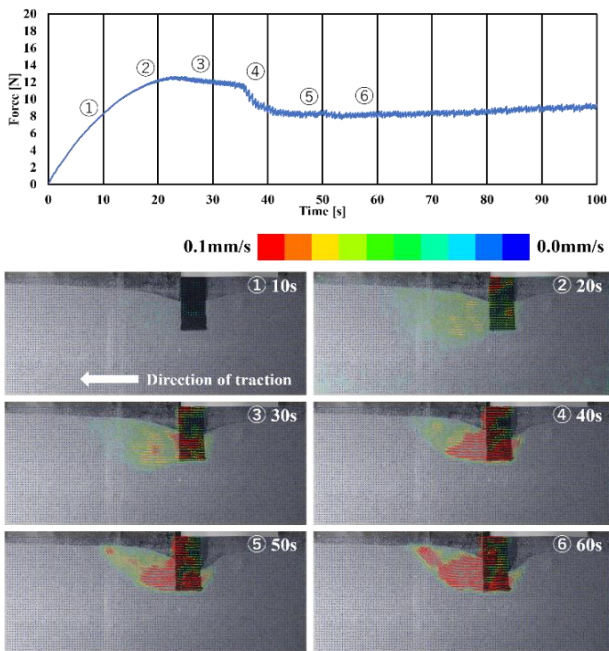 20
18
16
14
12
10
8
6
4
2
0
Force [N]
① ② ③ ④ ⑤ ⑥
0 10 20 30 40 50 60 70 80 90 100
Time [s]
0.1mm/s 0.0mm/s
① 10s ② 20s
Direction of traction
③ 30s ④ 40s
⑤ 50s ⑥ 60s